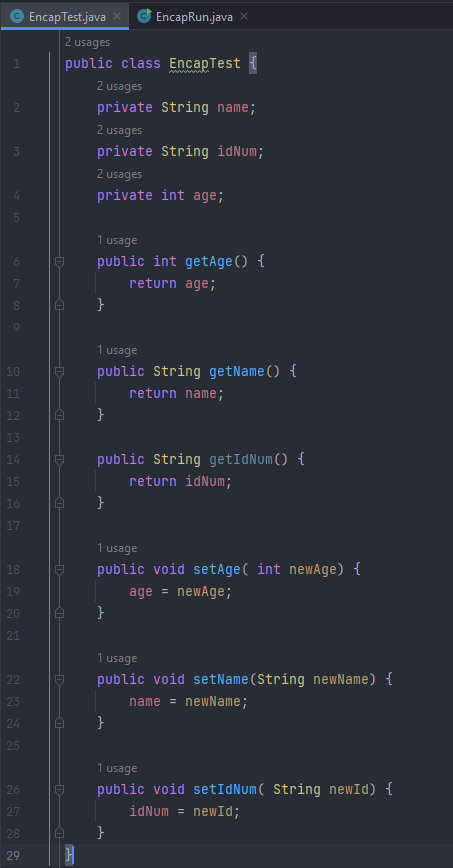 EncapTest.java × EncapRun.java ×
2 usages
1 public class EncapTest {
2 usages
2 private String name;
2 usages
3 private String idNum;
2 usages
4 private int age;
5
1 usage
6 public int getAge() {
7 return age;
8 }
9
1 usage
10 public String getName() {
11 return name;
12 }
13
14 public String getIdNum() {
15 return idNum;
16 }
17
1 usage
18 public void setAge( int newAge) {
19 age = newAge;
20 }
21
1 usage
22 public void setName(String newName) {
23 name = newName;
24 }
25
1 usage
26 public void setIdNum( String newId) {
27 idNum = newId;
28 }
29 }